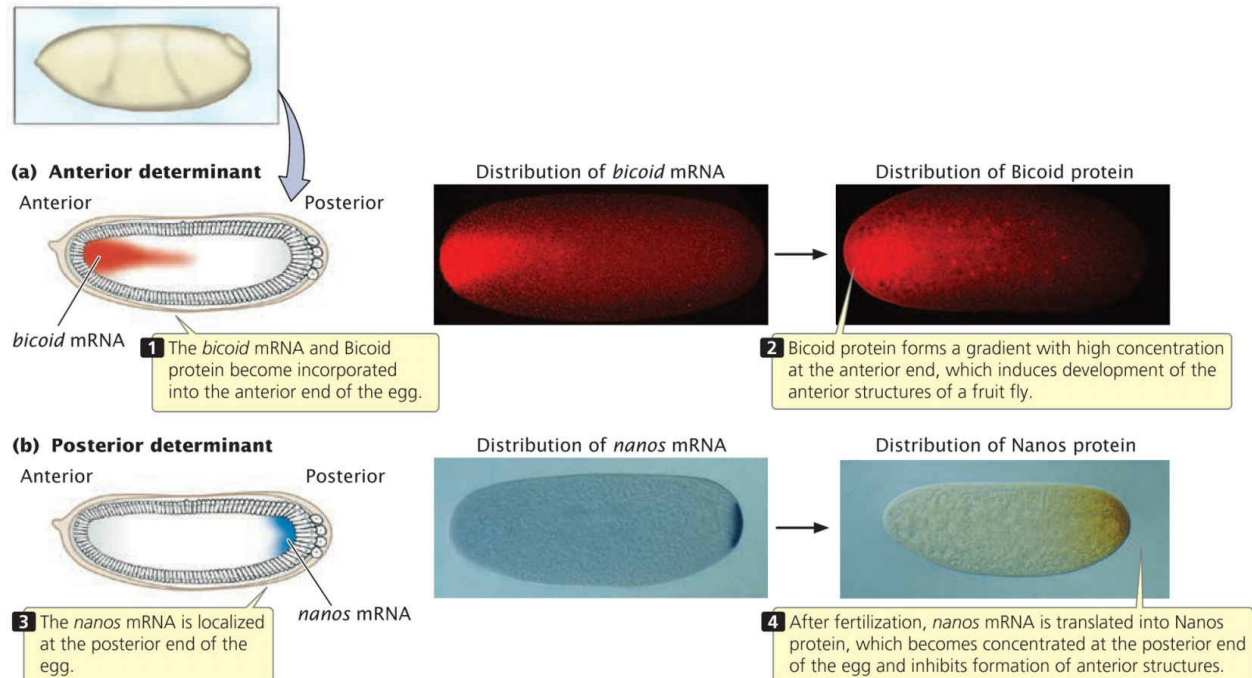 (a) Anterior determinant
Anterior
Posterior
Distribution of bicoid mRNA
Distribution of Bicoid protein
bicoid mRNA
1 The bicoid mRNA and Bicoid
protein become incorporated
into the anterior end of the egg.
2 Bicoid protein forms a gradient with high concentration
at the anterior end, which induces development of the
anterior structures of a fruit fly.
(b) Posterior determinant
Anterior
Posterior
Distribution of nanos mRNA
Distribution of Nanos protein
nanos mRNA
3 The nanos mRNA is localized
at the posterior end of the
egg.
4 After fertilization, nanos mRNA is translated into Nanos
protein, which becomes concentrated at the posterior end
of the egg and inhibits formation of anterior structures.